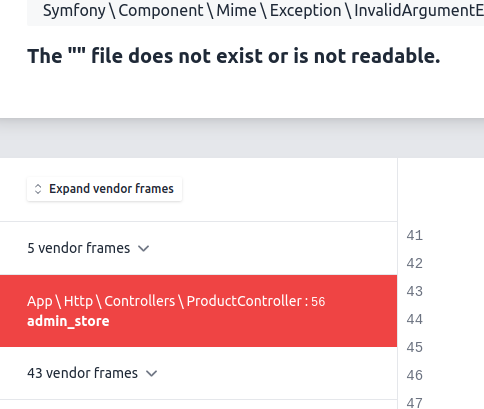 Symfony \ Component \ Mime \ Exception \ InvalidArgumentE
The "" file does not exist or is not readable.
Expand vendor frames
5 vendor frames
App \ Http \ Controllers \ ProductController : 56
admin_store
43 vendor frames
41
42
43
44
45
46
47